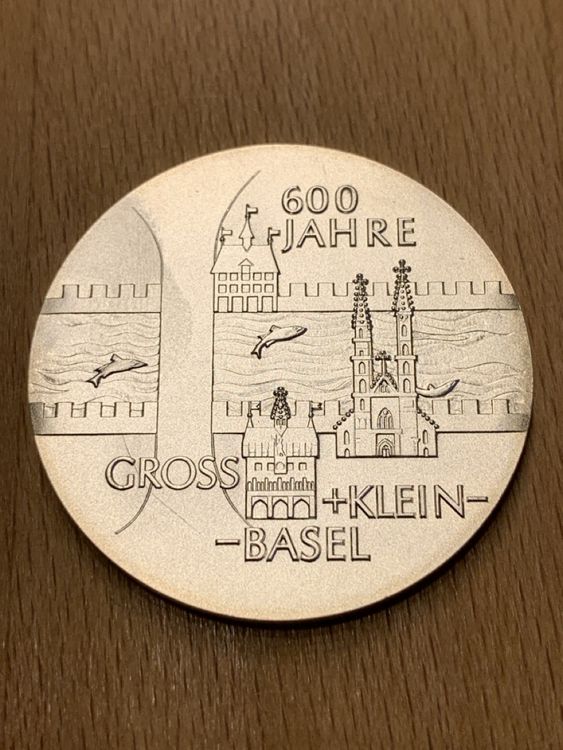 600
JAHRE
GROSS
+KLEIN-
-BASEL